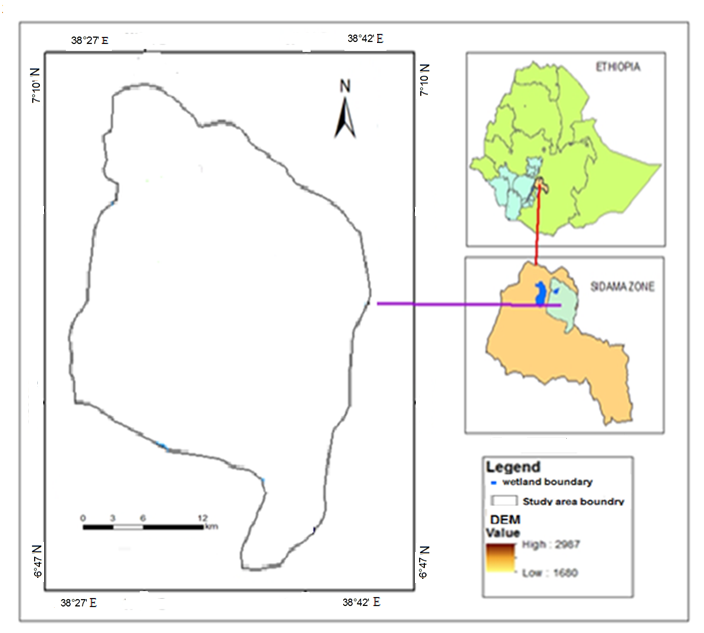 38°27' E
38°42' E
7°10' N
7°10' N
N
ETHIOPIA
SIDAMA ZONE
0 3 6 12
km
Legend
wetland boundary
Study area boundry
DEM
Value
High : 2987
Low : 1680
6°47 N
6°47 N
38°27' E
38°42' E